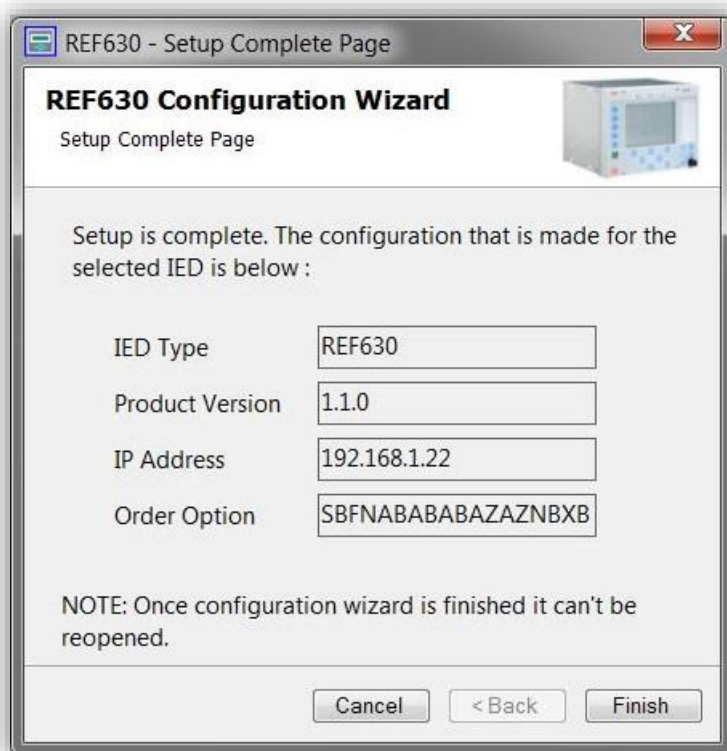 REF630 - Setup Complete Page
REF630 Configuration Wizard
Setup Complete Page
Setup is complete. The configuration that is made for the
selected IED is below :
IED Type REF630
Product Version 1.1.0
IP Address 192.168.1.22
Order Option SBFNABABABAZAZNBXB
NOTE: Once configuration wizard is finished it can't be
reopened.
Cancel < Back Finish